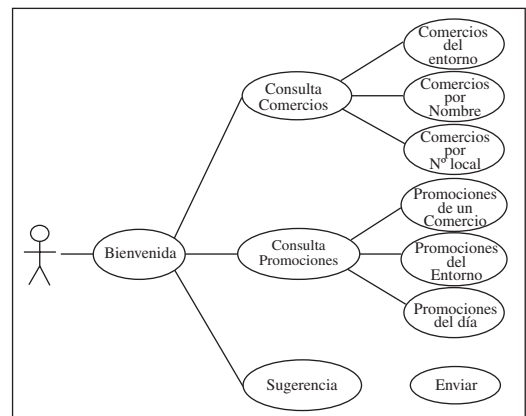 Comercios
del
entorno
Consulta
Comercios
Comercios
por
Nombre
Comercios
por
Nº local
Bienvenida
Promociones
de un
Comercio
Consulta
Promociones
Promociones
del
Entorno
Promociones
del día
Sugerencia
Enviar